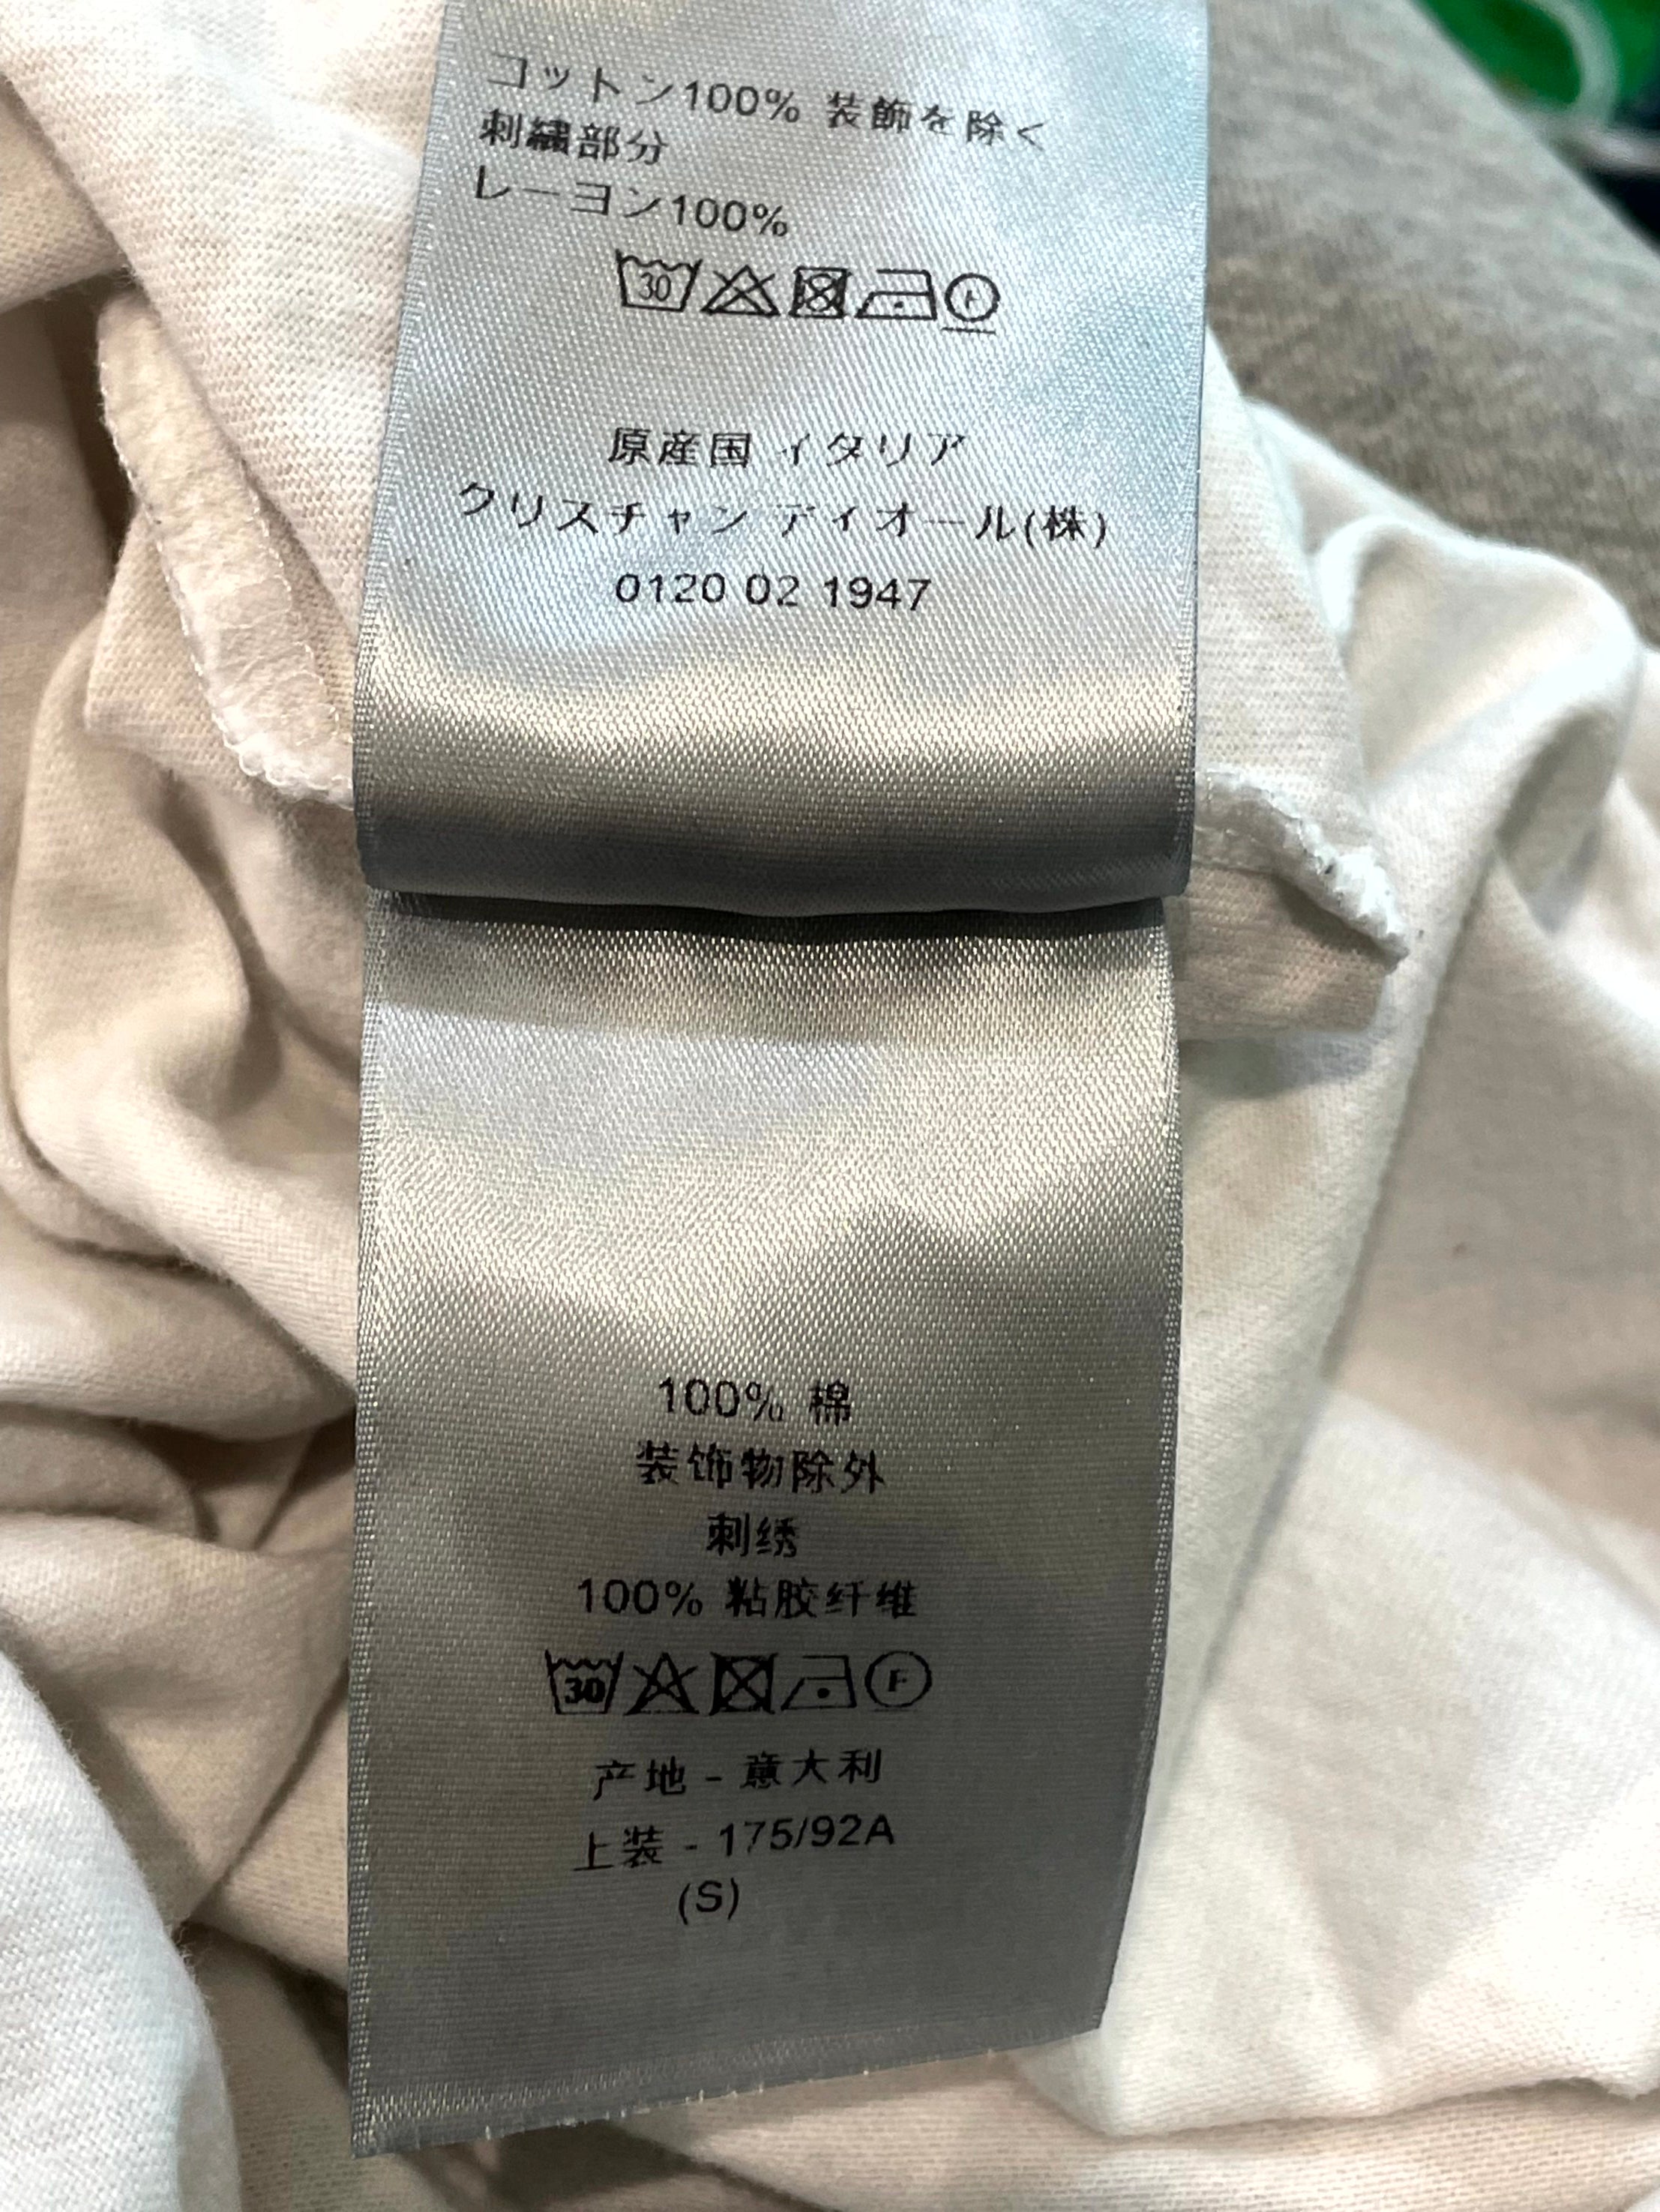 コットン100% 装飾を除く
刺繍部分
レーヨン100%
30
F
原産国 イタリア
クリスチャン ディオール(株)
0120 02 1947
100% 棉
装饰物除外
刺绣
100% 粘胶纤维
30
F
产地 - 意大利
上装 - 175/92A
(S)